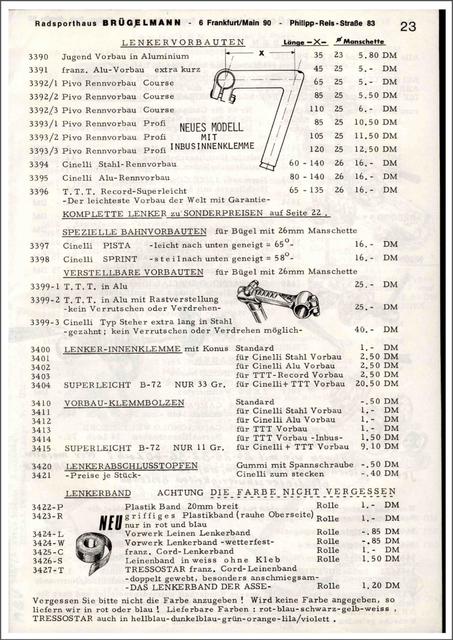 Radsporthaus BRÜGELMANN - 6 Frankfurt/Main 90 - Philipp-Reis-Straße 83
23
LENKERVORBAUTEN Länge -X- ø Manschette
3390 Jugend Vorbau in Aluminium 35 23 5.80 DM
3391 franz. Alu-Vorbau extra kurz 45 25 5.- DM
3392/1 Pivo Rennvorbau Course 65 25 5.- DM
3392/2 Pivo Rennvorbau Course 85 25 5.50 DM
3392/3 Pivo Rennvorbau Course 110 25 6.- DM
3393/1 Pivo Rennvorbau Profi 85 25 10,50 DM
3393/2 Pivo Rennvorbau Profi 105 25 11,50 DM
3393/3 Pivo Rennvorbau Profi 120 25 12,50 DM
x
NEUES MODELL
MIT
INBUSINNENKLEMME
3394 Cinelli Stahl-Rennvorbau 60 - 140 26 16.- DM
3395 Cinelli Alu-Rennvorbau 80 - 140 26 16.- DM
3396 T.T.T. Record-Superleicht 65 - 135 26 16.- DM
-Der leichteste Vorbau der Welt mit Garantie-
KOMPLETTE LENKER zu SONDERPREISEN auf Seite 22.
SPEZIELLE BAHNVORBAUTEN für Bügel mit 26mm Manschette
3397 Cinelli PISTA -leicht nach unten geneigt = 65°- 16.- DM
3398 Cinelli SPRINT -steil nach unten geneigt = 58°- 16.- DM
VERSTELLBARE VORBAUTEN für Bügel mit 26mm Manschette
3399-1 T.T.T. in Alu 25.- DM
3399-2 T.T.T. in Alu mit Rastverstellung
-kein Verrutschen oder Verdrehen- 25.- DM
3399-3 Cinelli Typ Steher extra lang in Stahl
-gezahnt; kein Verrutschen oder Verdrehen möglich- 40.- DM
3400 LENKER-INNENKLEMME mit Konus Standard 1.- DM
3401 für Cinelli Stahl Vorbau 2,50 DM
3402 für Cinelli Alu Vorbau 2,50 DM
3403 für TTT-Record Vorbau 2,50 DM
3404 SUPERLEICHT B-72 NUR 33 Gr. für Cinelli+ TTT Vorbau 20,50 DM
3410 VORBAU-KLEMMBOLZEN Standard -.50 DM
3411 für Cinelli Stahl Vorbau 1,- DM
3412 für Cinelli Alu Vorbau 1,- DM
3413 für TTT Vorbau 1,- DM
3414 für TTT Vorbau -Inbus- 1,50 DM
3415 SUPERLEICHT B-72 NUR 11 Gr. für Cinelli + TTT Vorbau 9,10 DM
3420 LENKERABSCHLUSSTOPFEN Gummi mit Spannschraube -.50 DM
3421 -Preise je Stück- Cinelli zum stecken -.40 DM
LENKERBAND ACHTUNG DIE FARBE NICHT VERGESSEN
3422-P Plastik Band 20mm breit Rolle 1,- DM
3423-R NEU griffiges Plastikband (rauhe Oberseite)
nur in rot und blau Rolle 1,- DM
3424-L Vorwerk Leinen Lenkerband Rolle -.85 DM
3424-W Vorwerk Lenkerband -wetterfest- Rolle -.85 DM
3425-C franz. Cord-Lenkerband Rolle 1,- DM
3426-S Leinenband in weiss ohne Kleb Rolle 1,50 DM
3427-T TRESSOSTAR franz. Cord-Leinenband
-doppelt gewebt, besonders anschmiegsam-
-DAS LENKERBAND DER ASSE- Rolle 1,20 DM
Vergessen Sie bitte nicht die Farbe anzugeben ! Wird keine Farbe angegeben, so
liefern wir in rot oder blau ! Lieferbare Farben : rot-blau-schwarz-gelb-weiss ,
TRESSOSTAR auch in hellblau-dunkelblau-grün-orange-lila/violett .